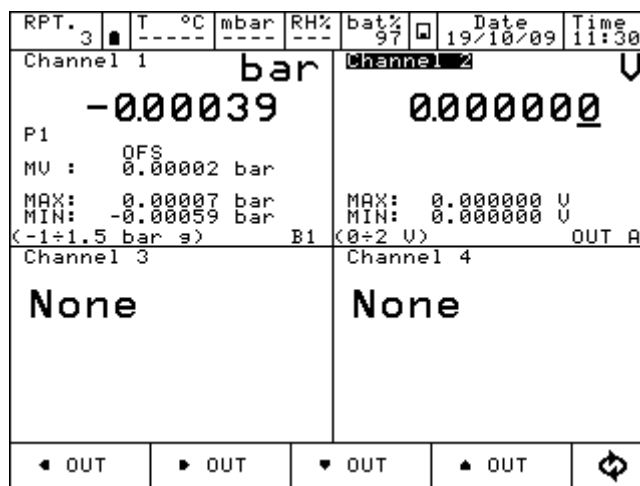 RPT. 3 T °C ----- mbar ---- RH% --- bat% 97 Date 19/10/09 Time 11:30
Channel 1 bar
-0.00039
P1
OFS
MV : 0.00002 bar
MAX: 0.00007 bar
MIN: -0.00059 bar
(-1÷1.5 bar g) B1
Channel 2 V
0.000000
MAX: 0.000000 V
MIN: 0.000000 V
(0÷2 V) OUT A
Channel 3
None
Channel 4
None
◀ OUT ▶ OUT ▼ OUT ▲ OUT